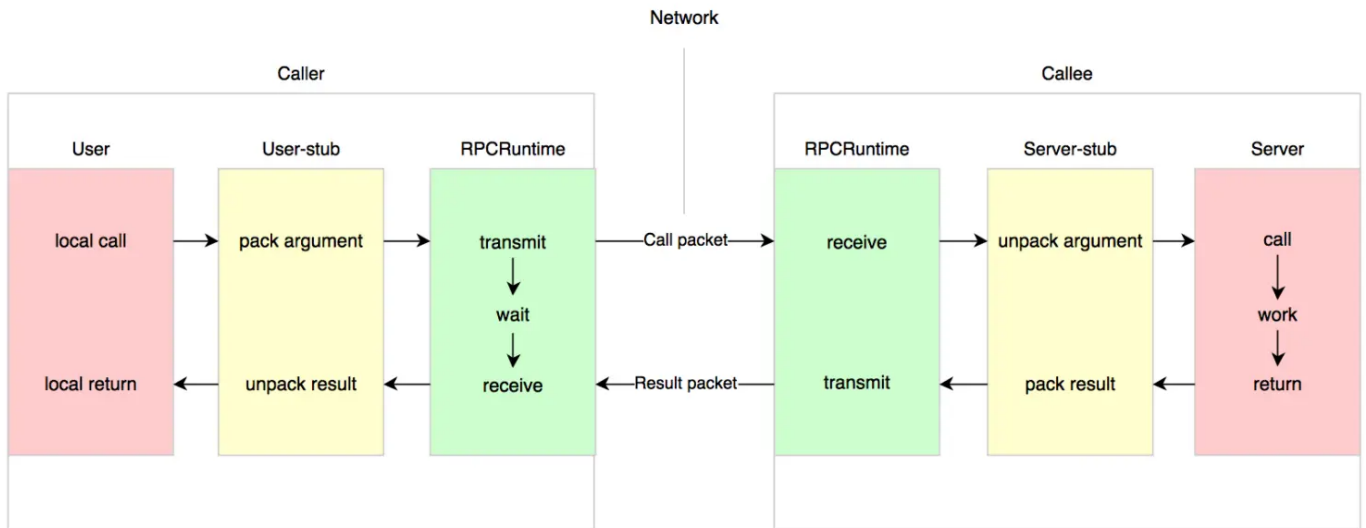 Network
Caller
Callee
User
User-stub
RPCRuntime
RPCRuntime
Server-stub
Server
local call
pack argument
transmit
Call packet
receive
unpack argument
call
wait
work
local return
unpack result
receive
Result packet
transmit
pack result
return